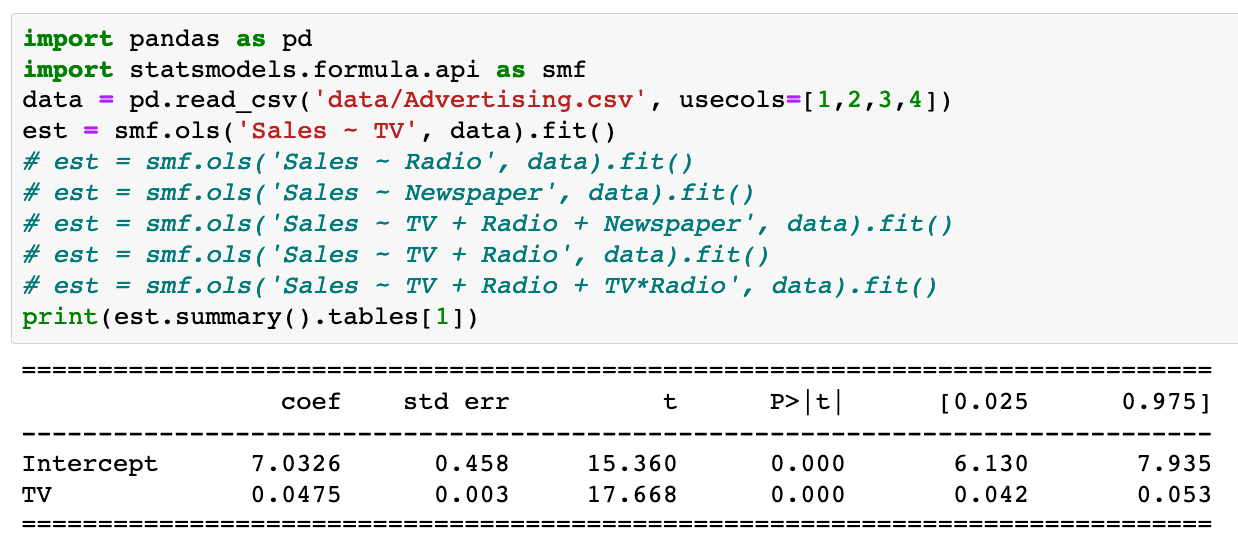 import pandas as pd
import statsmodels.formula.api as smf
data = pd.read_csv('data/Advertising.csv', usecols=[1,2,3,4])
est = smf.ols('Sales ~ TV', data).fit()
# est = smf.ols('Sales ~ Radio', data).fit()
# est = smf.ols('Sales ~ Newspaper', data).fit()
# est = smf.ols('Sales ~ TV + Radio + Newspaper', data).fit()
# est = smf.ols('Sales ~ TV + Radio', data).fit()
# est = smf.ols('Sales ~ TV + Radio + TV*Radio', data).fit()
print(est.summary().tables[1])
==============================================================================
                 coef    std err          t      P>|t|      [0.025      0.975]
------------------------------------------------------------------------------
Intercept      7.0326      0.458     15.360      0.000       6.130       7.935
TV             0.0475      0.003     17.668      0.000       0.042       0.053
==============================================================================